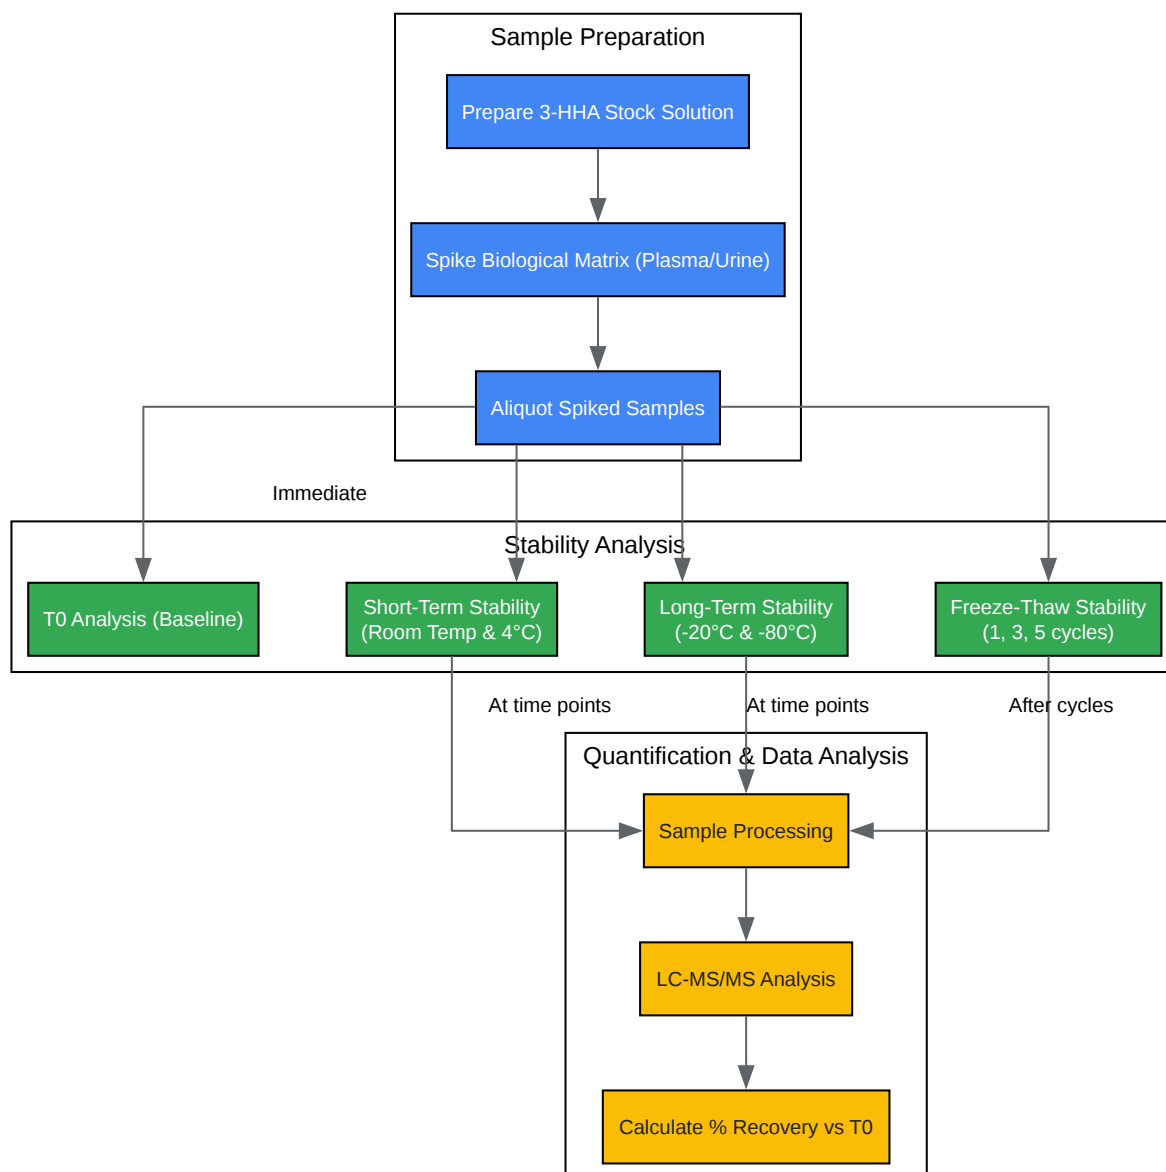 Sample Preparation
Prepare 3-HHA Stock Solution
Spike Biological Matrix (Plasma/Urine)
Aliquot Spiked Samples
Immediate
Stability Analysis
T0 Analysis (Baseline)
Short-Term Stability
(Room Temp & 4°C)
Long-Term Stability
(-20°C & -80°C)
Freeze-Thaw Stability
(1, 3, 5 cycles)
At time points
At time points
After cycles
Quantification & Data Analysis
Sample Processing
LC-MS/MS Analysis
Calculate % Recovery vs T0